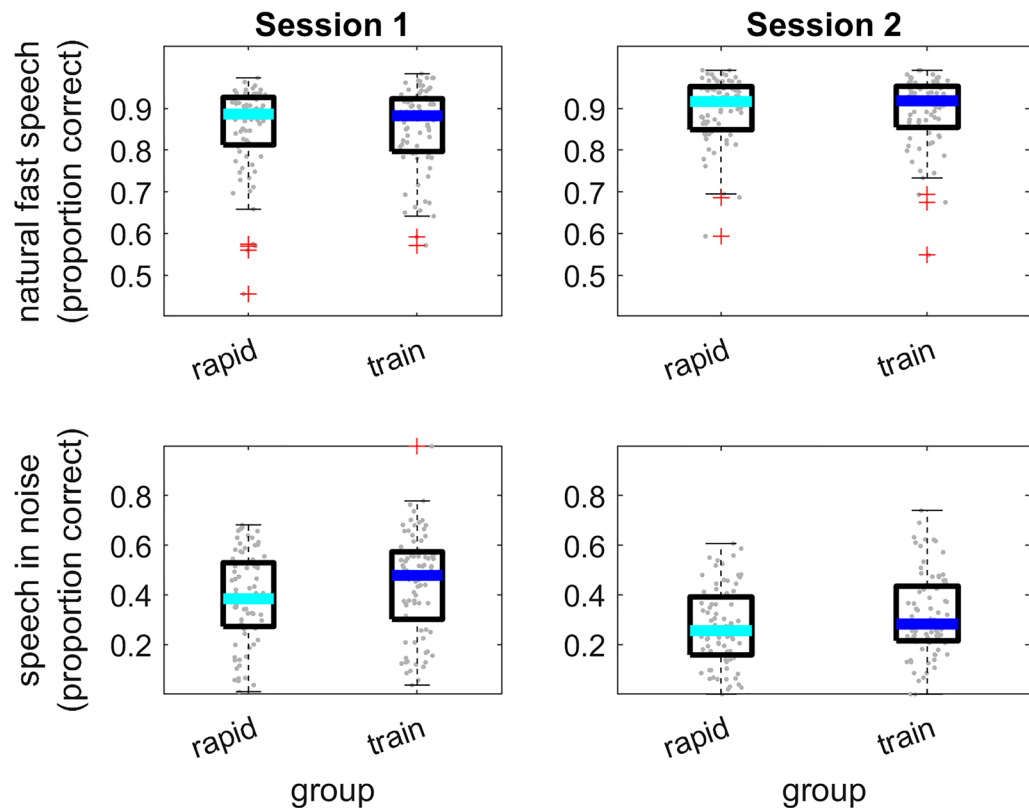 Session 1
Session 2
natural fast speech
(proportion correct)
0.9
0.8
0.7
0.6
0.5
rapid
train
0.9
0.8
0.7
0.6
0.5
rapid
train
speech in noise
(proportion correct)
0.8
0.6
0.4
0.2
rapid
train
group
0.8
0.6
0.4
0.2
rapid
train
group